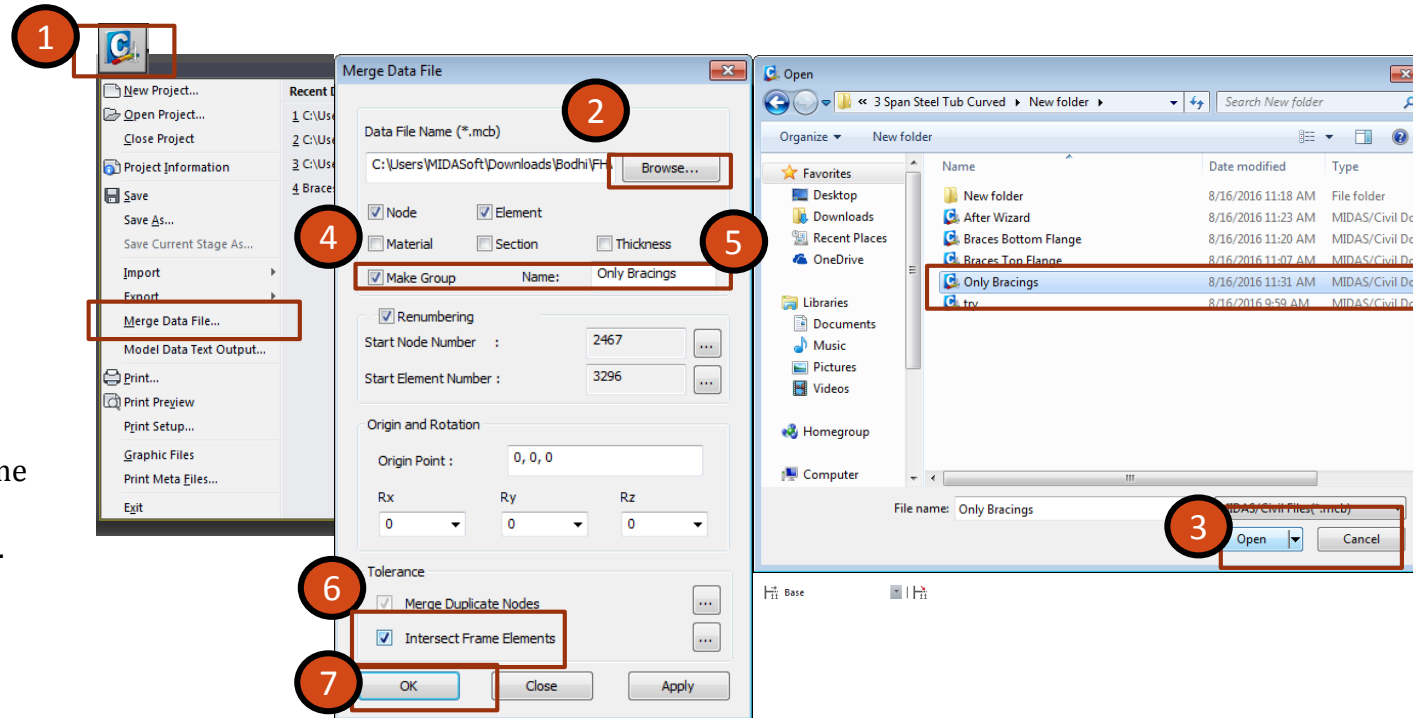 1
New Project...
Open Project...
Close Project
Project Information
Save
Save As...
Save Current Stage As...
Import
Export
Merge Data File...
Model Data Text Output...
Print...
Print Preview
Print Setup...
Graphic Files
Print Meta Files...
Exit
Recent
1 C:\Use
2 C:\Use
3 C:\Use
4 Brace
ne
.
Merge Data File
2
Data File Name (*.mcb)
C:\Users\MIDASoft\Downloads\Bodhi\FH
Browse...
Node Element
4
Material Section Thickness
5
Make Group Name: Only Bracings
Renumbering
Start Node Number : 2467 ...
Start Element Number : 3296 ...
Origin and Rotation
Origin Point : 0, 0, 0
Rx Ry Rz
0 0 0
Tolerance
6
Merge Duplicate Nodes ...
Intersect Frame Elements ...
7
OK Close Apply
Open
« 3 Span Steel Tub Curved New folder Search New folder
Organize New folder
Favorites
Desktop
Downloads
Recent Places
OneDrive
Libraries
Documents
Music
Pictures
Videos
Homegroup
Computer
Name Date modified Type
New folder 8/16/2016 11:18 AM File folder
After Wizard 8/16/2016 11:23 AM MIDAS/Civil Do
Braces Bottom Flange 8/16/2016 11:20 AM MIDAS/Civil Do
Braces Top Flange 8/16/2016 11:07 AM MIDAS/Civil Do
Only Bracings 8/16/2016 11:31 AM MIDAS/Civil Do
try 8/16/2016 9:59 AM MIDAS/Civil Do
File name: Only Bracings MIDAS/Civil Files(*.mcb)
3
Open Cancel
Base